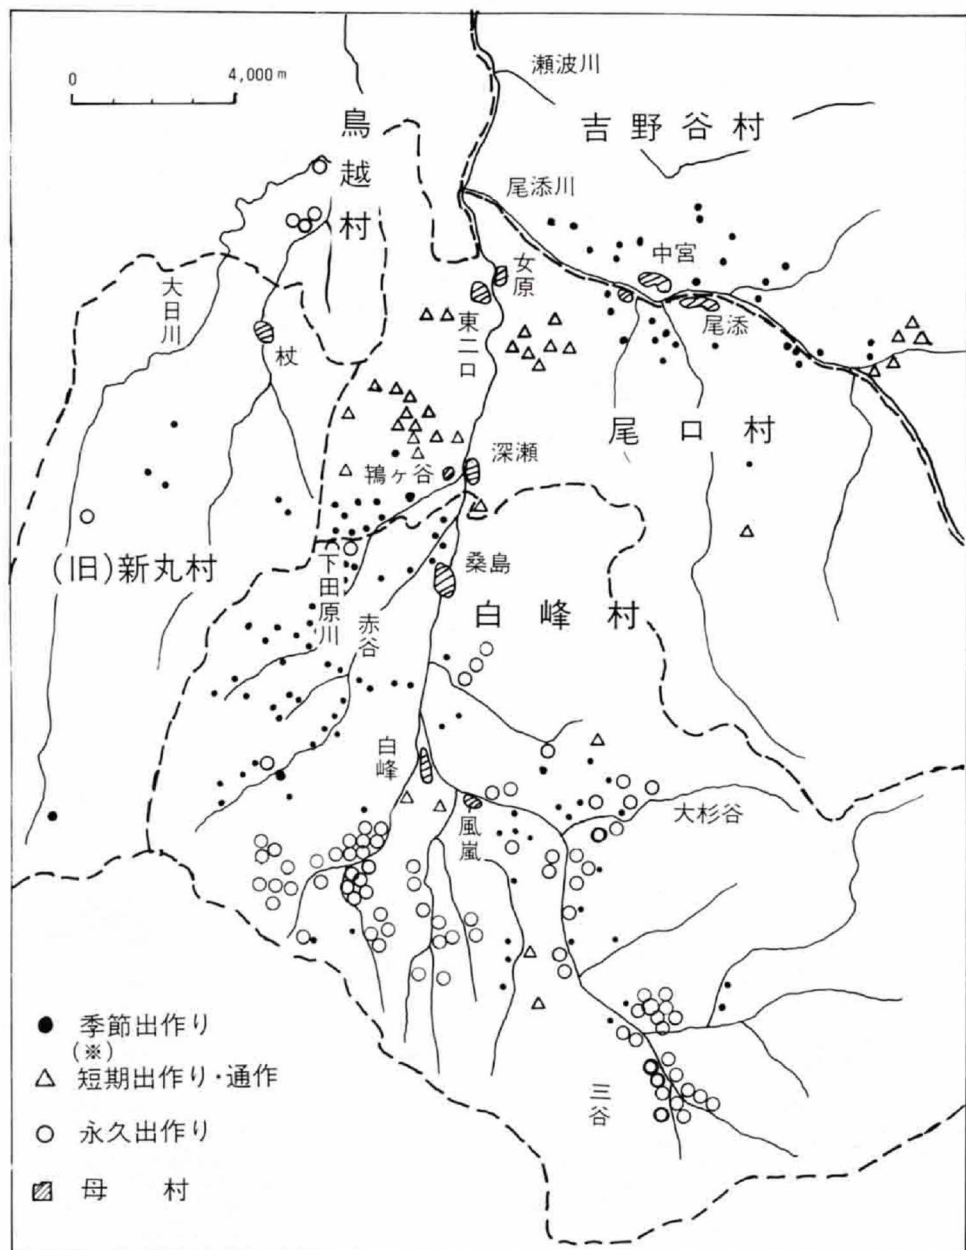 0 4,000m
瀬波川
鳥越村
吉野谷村
尾添川
中宮
女原
大日川
東二口
尾添
杖
尾口村
深瀬
鴇ヶ谷
(旧)新丸村
下田原川
桑島
赤谷
白峰村
白峰
風嵐
大杉谷
三谷
● 季節出作り
(※)
△ 短期出作り・通作
○ 永久出作り
母村